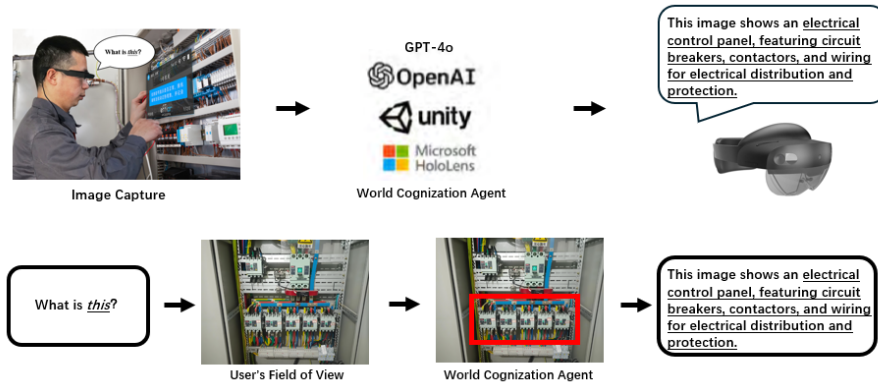 What is this?
GPT-4o
OpenAI
unity
Microsoft
HoloLens
World Cognization Agent
This image shows an electrical
control panel, featuring circuit
breakers, contactors, and wiring
for electrical distribution and
protection.
Image Capture
What is this?
User's Field of View
World Cognization Agent
This image shows an electrical
control panel, featuring circuit
breakers, contactors, and wiring
for electrical distribution and
protection.